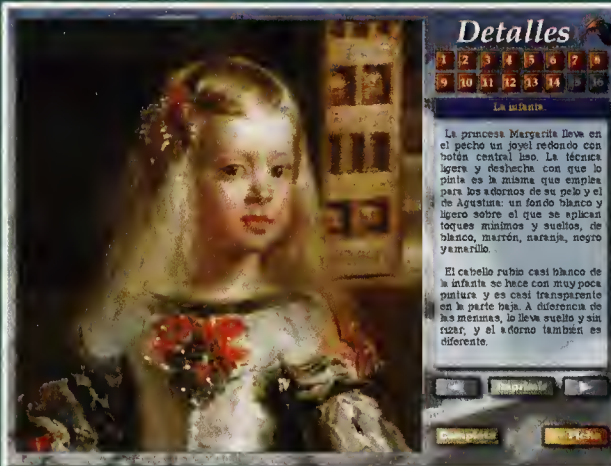 Detalles
1 2 3 4 5 6 7 8
9 10 11 12 13 14 15 16
La infanta.
La princesa Margarita lleva en
el pecho un joyel redondo con
botón central liso. La técnica
ligera y deshecha con que lo
pinta es la misma que emplea
para los adornos de su pelo y el
de Agustina: un fondo blanco y
ligero sobre el que se aplican
toques mínimos y sueltos, de
blanco, marrón, naranja, negro
y amarillo.
El cabello rubio casi blanco de
la infanta se hace con muy poca
pintura y es casi transparente
en la parte baja. A diferencia de
las meninas, lo lleva suelto y sin
rizar, y el adorno también es
diferente.